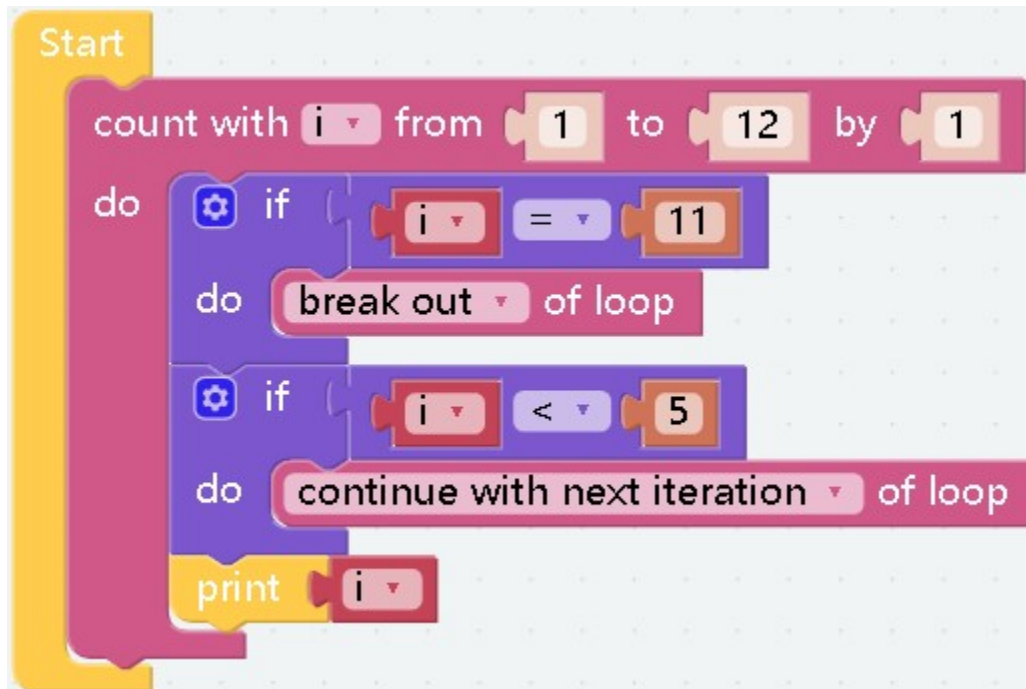 Start
count with i from 1 to 12 by 1
do if i = 11
do break out of loop
if i < 5
do continue with next iteration of loop
print i